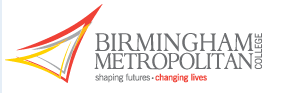 BIRMINGHAM
METROPOLITAN
COLLEGE
shaping futures • changing lives